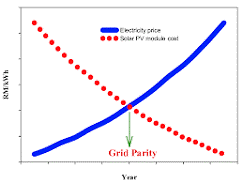 Electricity price
Solar PV module cost
RM/kWh
Grid Parity
Year